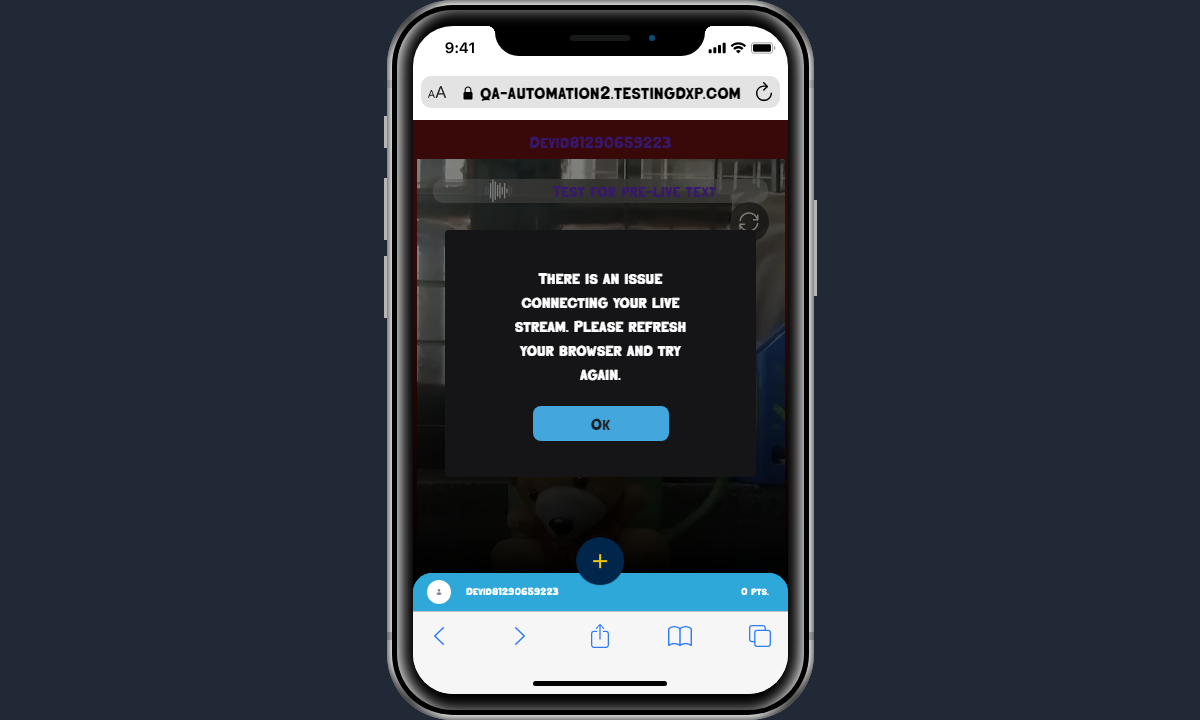 9:41
AA QA-AUTOMATION2.TESTINGDXP.COM
Devid81290659223
Test for pre-live text
There is an issue
connecting your live
stream. Please refresh
your browser and try
again.
Ok
Devid81290659223 0 pts.